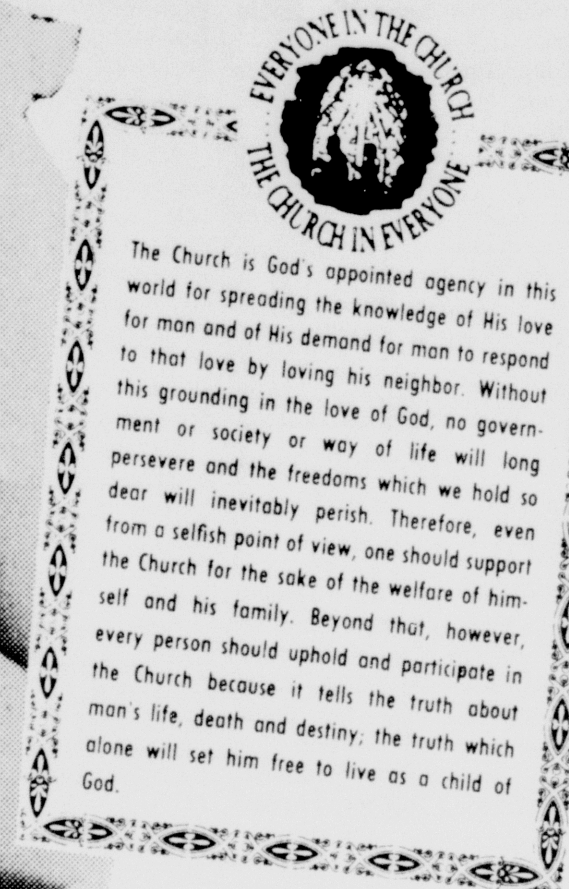 EVERYONE IN THE CHURCH
THE CHURCH IN EVERYONE
The Church is God's appointed agency in this
world for spreading the knowledge of His love
for man and of His demand for man to respond
to that love by loving his neighbor. Without
this grounding in the love of God, no govern-
ment or society or way of life will long
persevere and the freedoms which we hold so
dear will inevitably perish. Therefore, even
from a selfish point of view, one should support
the Church for the sake of the welfare of him-
self and his family. Beyond that, however,
every person should uphold and participate in
the Church because it tells the truth about
man's life, death and destiny; the truth which
alone will set him free to live as a child of
God.